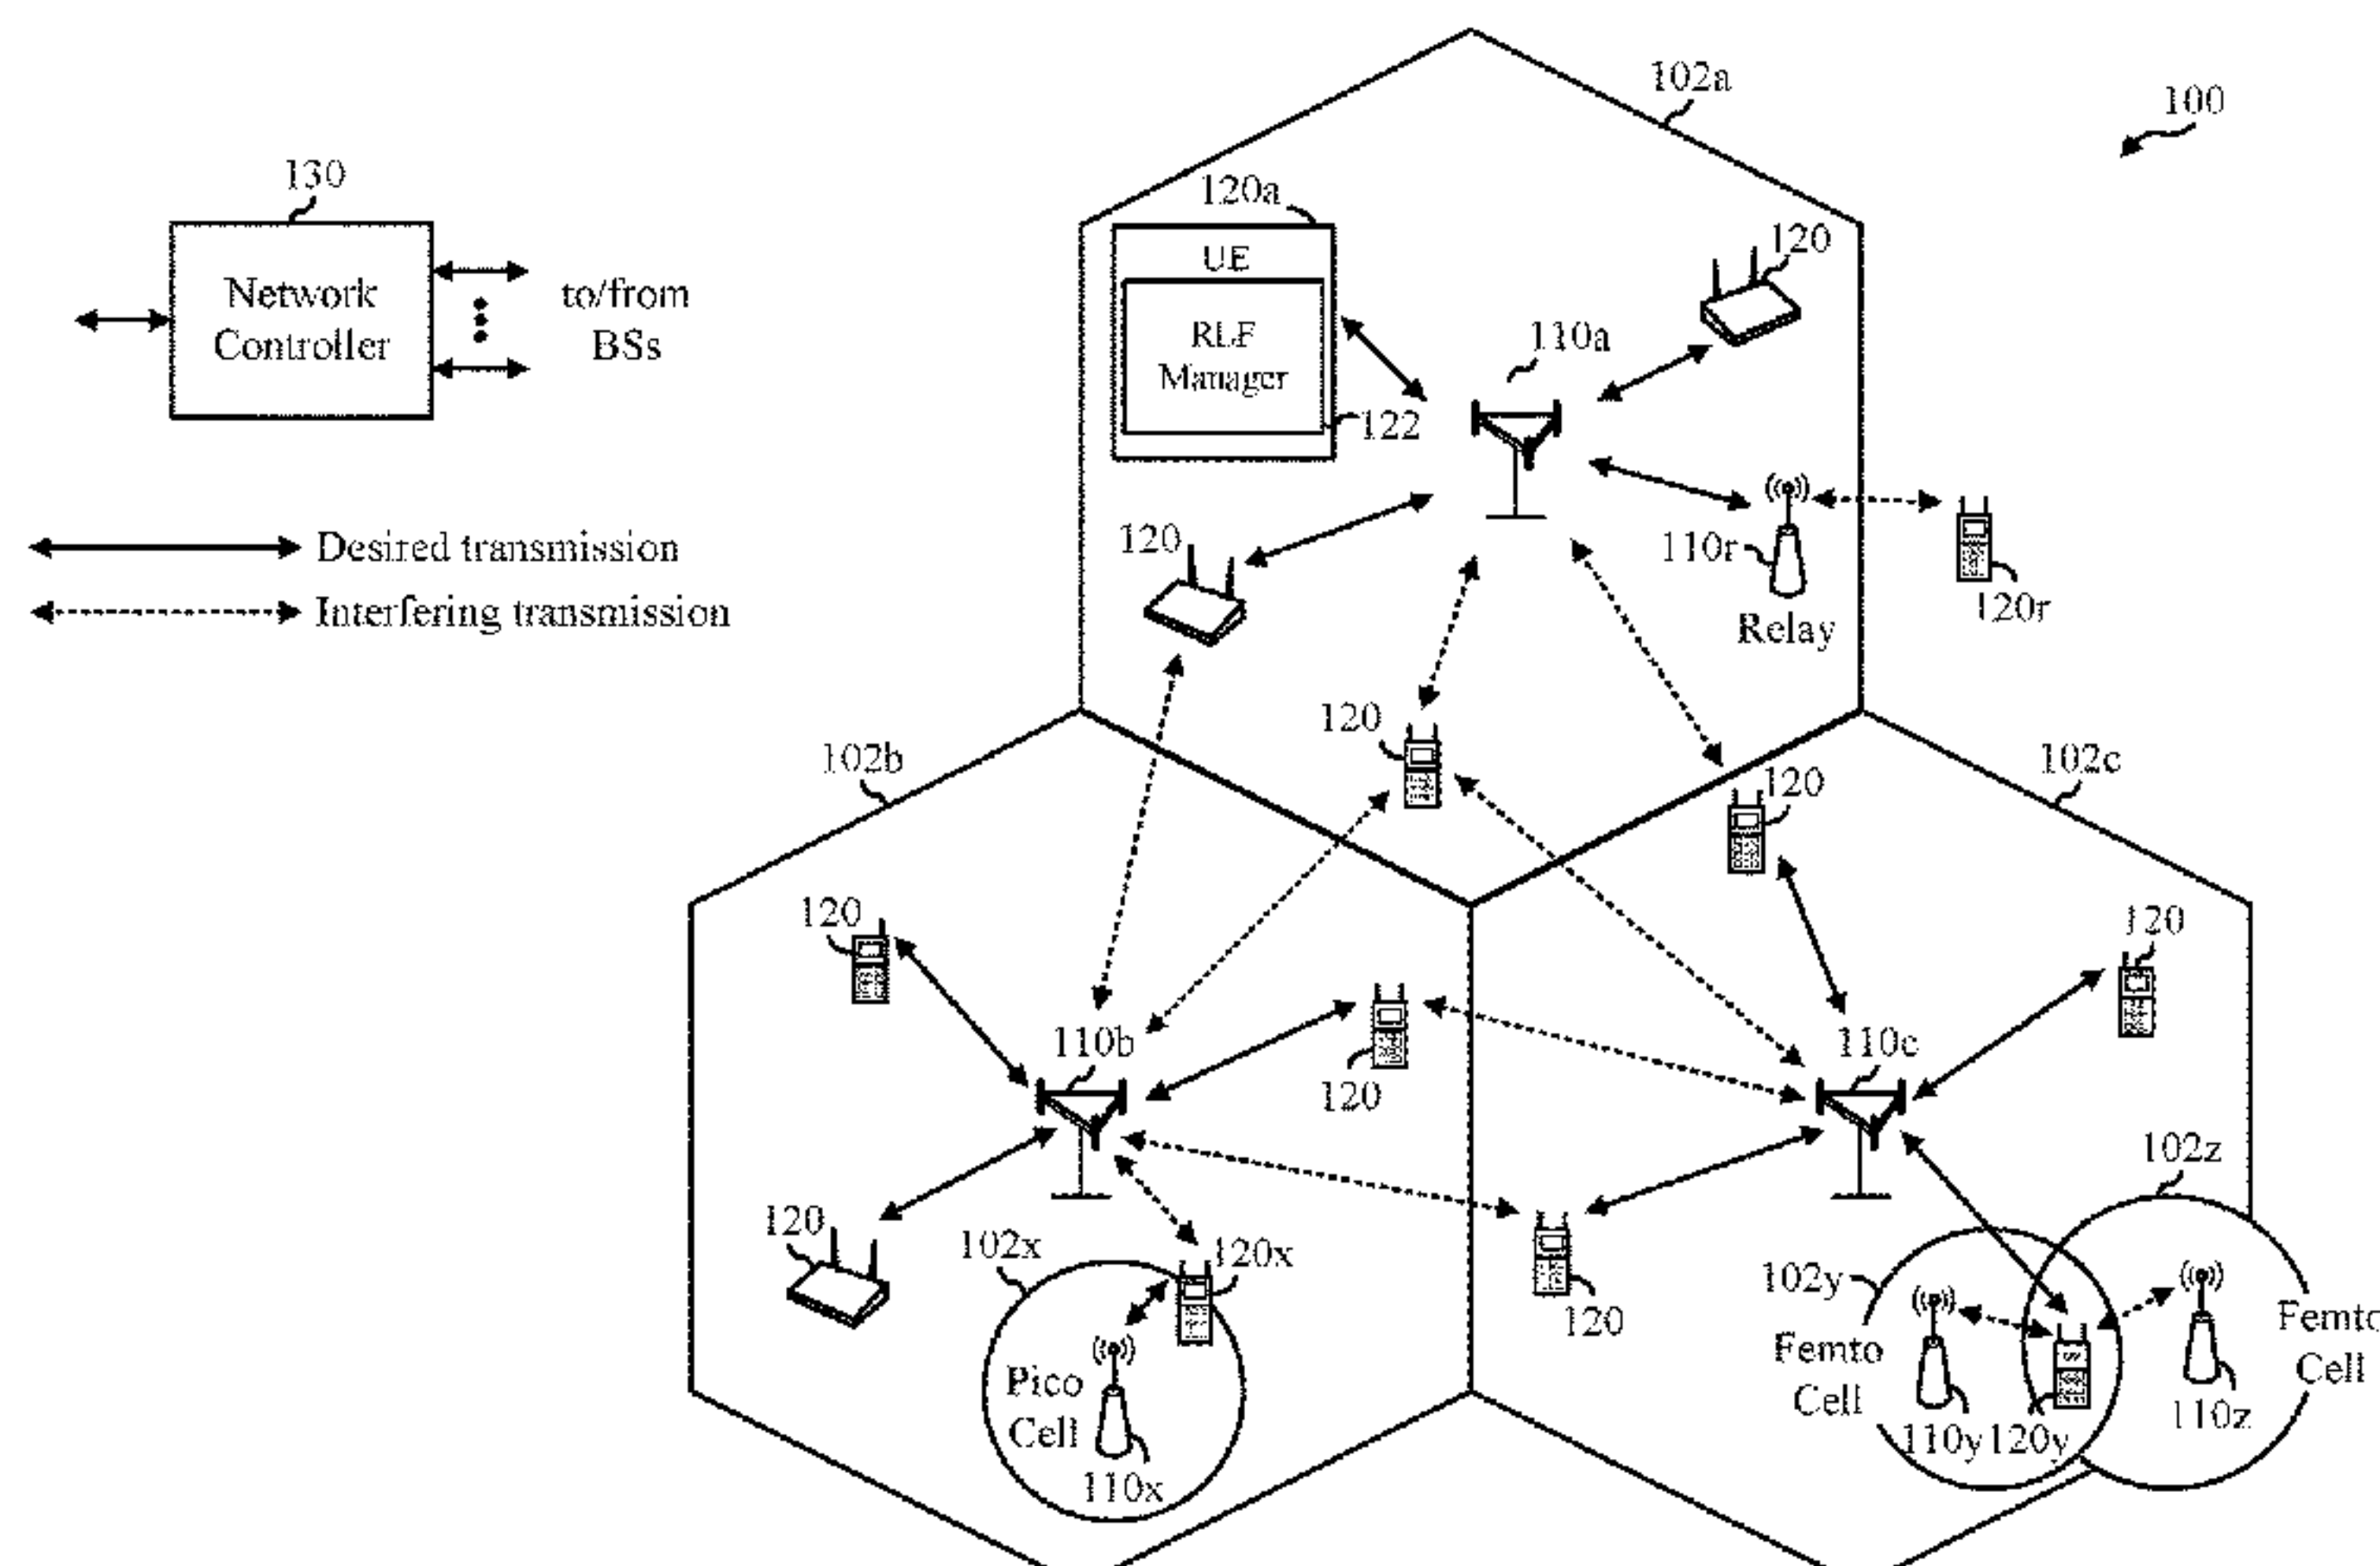 102a
100
130
120a
120
UE
Network
Controller
to/from
BSs
RLF
Manager
110a
122
Desired transmission
120
110r
120r
Interfering transmission
Relay
120
102b
102c
120
120
120
110b
110c
120
102z
120
102x
120x
102y
120
Femto
Cell
Femto
Cell
Pico
Cell
110z
110y
120y
110x